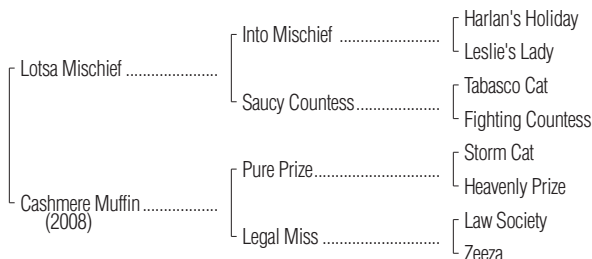 Harlan's Holiday
Into Mischief ........................
Leslie's Lady
Lotsa Mischief ......................
Tabasco Cat
Saucy Countess....................
Fighting Countess
Storm Cat
Pure Prize..............................
Heavenly Prize
Cashmere Muffin ..................
(2008)
Law Society
Legal Miss .............................
Zeeza